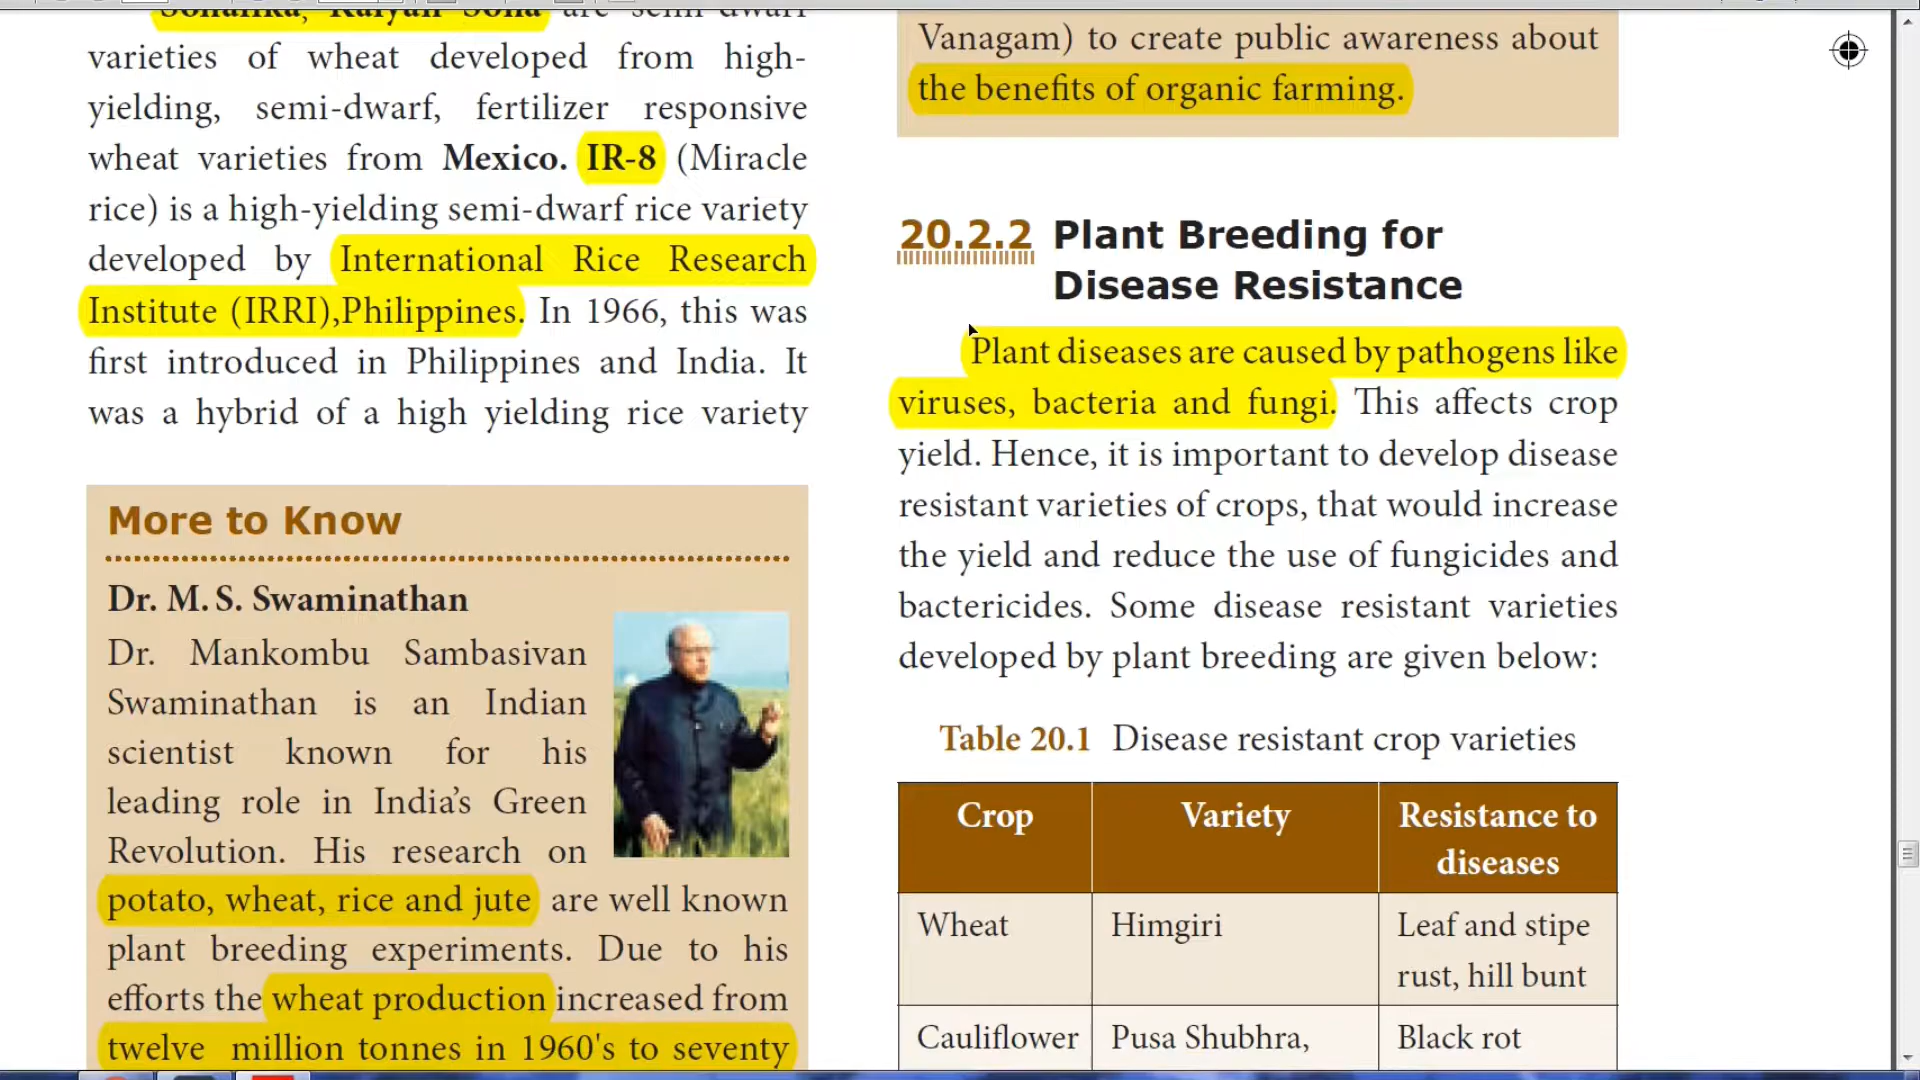 Sonalika, Kalyan Sona are semi-dwarf
varieties of wheat developed from high-
yielding, semi-dwarf, fertilizer responsive
wheat varieties from Mexico. IR-8 (Miracle
rice) is a high-yielding semi-dwarf rice variety
developed by International Rice Research
Institute (IRRI),Philippines. In 1966, this was
first introduced in Philippines and India. It
was a hybrid of a high yielding rice variety
More to Know
Dr. M. S. Swaminathan
Dr. Mankombu Sambasivan
Swaminathan is an Indian
scientist known for his
leading role in India's Green
Revolution. His research on
potato, wheat, rice and jute are well known
plant breeding experiments. Due to his
efforts the wheat production increased from
twelve million tonnes in 1960's to seventy
Vanagam) to create public awareness about
the benefits of organic farming.
20.2.2 Plant Breeding for
Disease Resistance
Plant diseases are caused by pathogens like
viruses, bacteria and fungi. This affects crop
yield. Hence, it is important to develop disease
resistant varieties of crops, that would increase
the yield and reduce the use of fungicides and
bactericides. Some disease resistant varieties
developed by plant breeding are given below:
Table 20.1 Disease resistant crop varieties
Crop Variety Resistance to
diseases
Wheat Himgiri Leaf and stipe
rust, hill bunt
Cauliflower Pusa Shubhra, Black rot